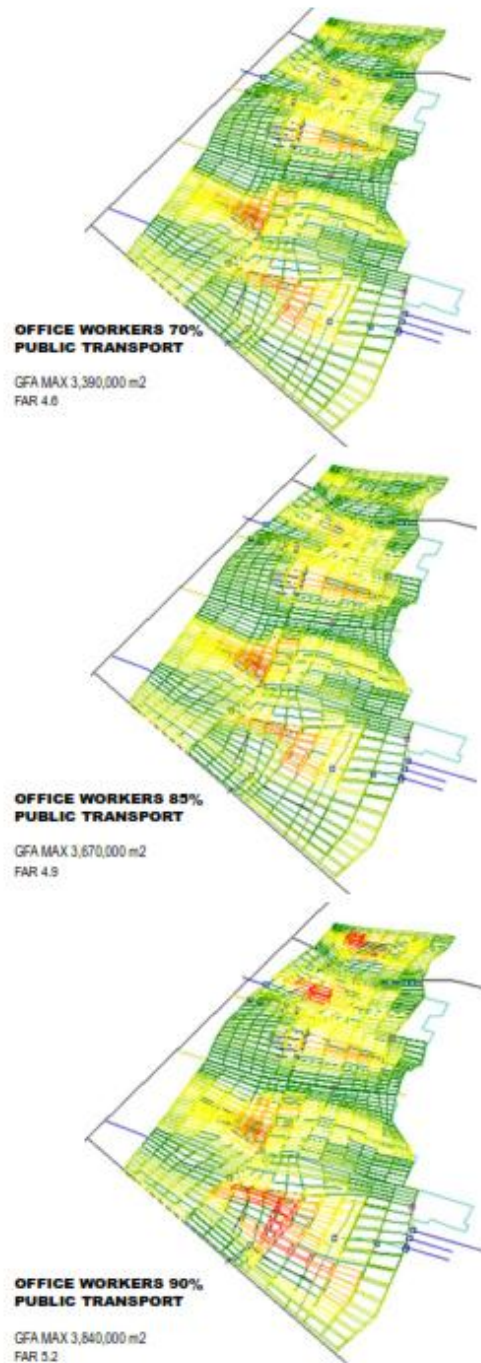 OFFICE WORKERS 70%
PUBLIC TRANSPORT
GFA MAX 3,390,000 m2
FAR 4.6
OFFICE WORKERS 85%
PUBLIC TRANSPORT
GFA MAX 3,670,000 m2
FAR 4.9
OFFICE WORKERS 90%
PUBLIC TRANSPORT
GFA MAX 3,840,000 m2
FAR 5.2